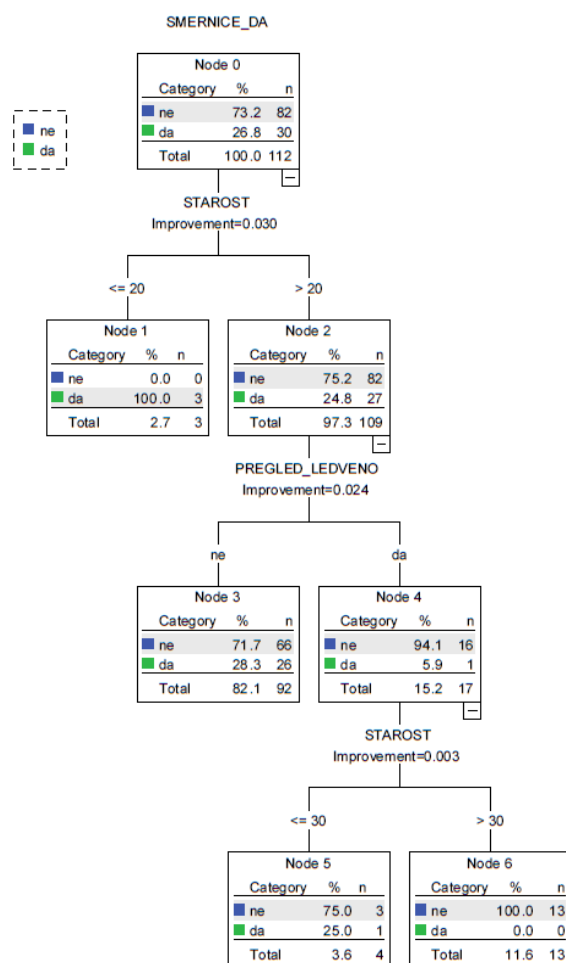 SMERNICE_DA
ne
da
Node 0
Category % n
ne 73.2 82
da 26.8 30
Total 100.0 112
STAROST
Improvement=0.030
<= 20
> 20
Node 1
Category % n
ne 0.0 0
da 100.0 3
Total 2.7 3
Node 2
Category % n
ne 75.2 82
da 24.8 27
Total 97.3 109
PREGLED_LEDVENO
Improvement=0.024
ne
da
Node 3
Category % n
ne 71.7 66
da 28.3 26
Total 82.1 92
Node 4
Category % n
ne 94.1 16
da 5.9 1
Total 15.2 17
STAROST
Improvement=0.003
<= 30
> 30
Node 5
Category % n
ne 75.0 3
da 25.0 1
Total 3.6 4
Node 6
Category % n
ne 100.0 13
da 0.0 0
Total 11.6 13